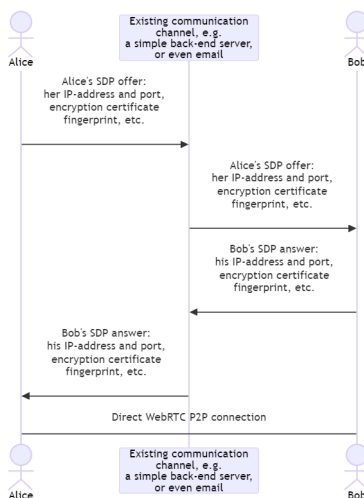 Existing communication
channel, e.g.
a simple back-end server,
or even email
Alice
Bob
Alice's SDP offer:
her IP-address and port,
encryption certificate
fingerprint, etc.
Alice's SDP offer:
her IP-address and port,
encryption certificate
fingerprint, etc.
Bob's SDP answer:
his IP-address and port,
encryption certificate
fingerprint, etc.
Bob's SDP answer:
his IP-address and port,
encryption certificate
fingerprint, etc.
Direct WebRTC P2P connection
Existing communication
channel, e.g.
a simple back-end server,
or even email
Alice
Bob